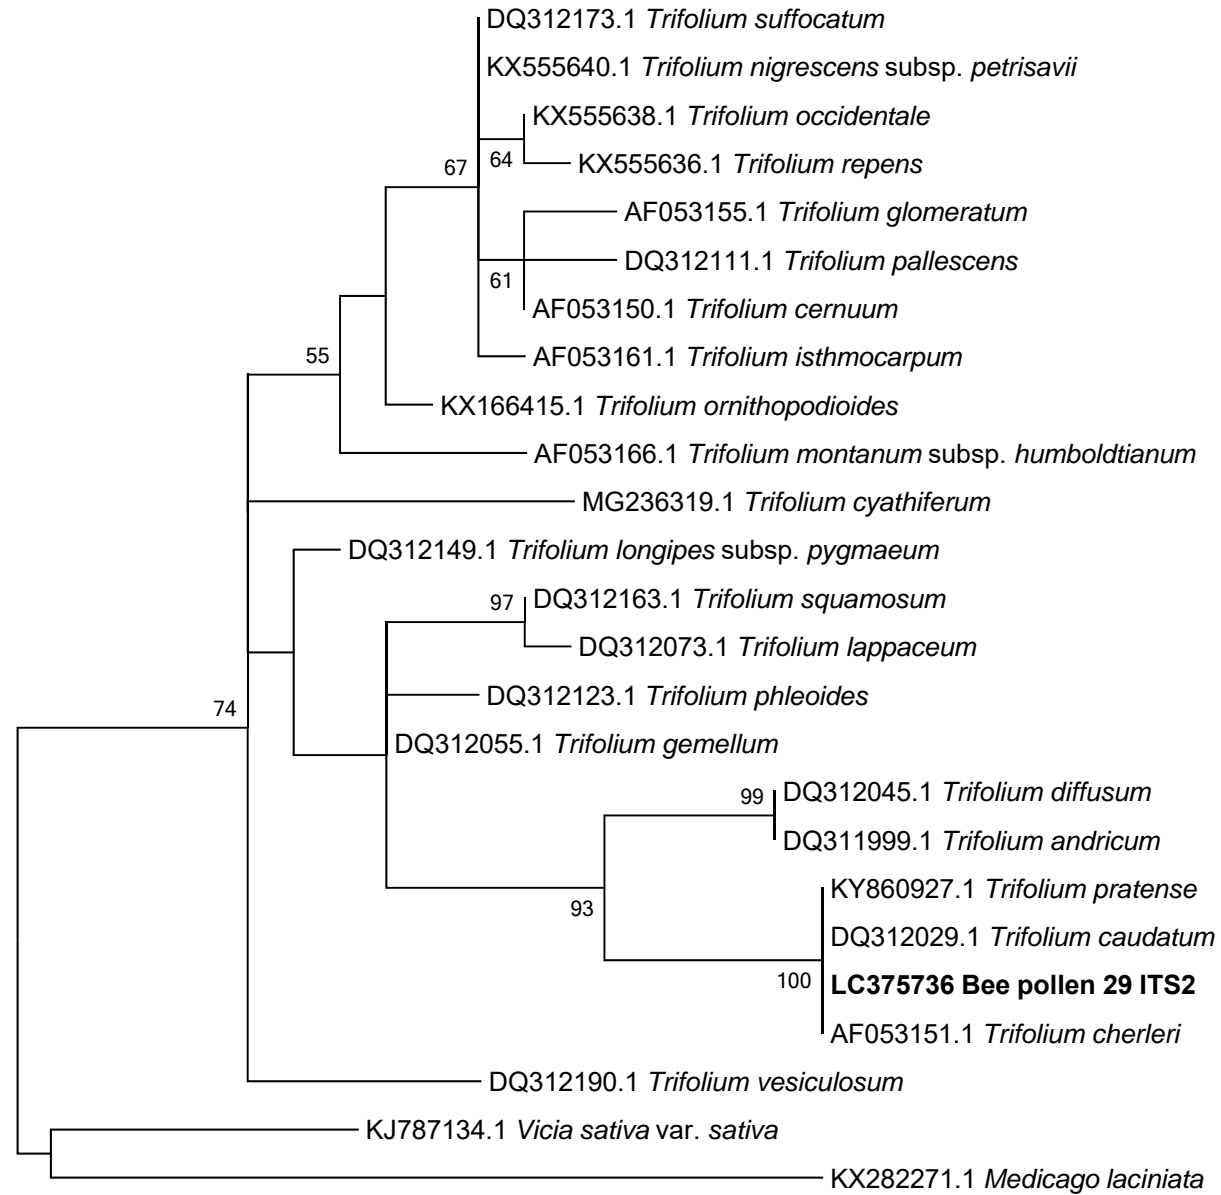 DQ312173.1 Trifolium suffocatum
KX555640.1 Trifolium nigrescens subsp. petrisavii
KX555638.1 Trifolium occidentale
67
64
KX555636.1 Trifolium repens
AF053155.1 Trifolium glomeratum
DQ312111.1 Trifolium pallescens
61
AF053150.1 Trifolium cernuum
55
AF053161.1 Trifolium isthmocarpum
KX166415.1 Trifolium ornithopodioides
AF053166.1 Trifolium montanum subsp. humboldtianum
MG236319.1 Trifolium cyathiferum
DQ312149.1 Trifolium longipes subsp. pygmaeum
97
DQ312163.1 Trifolium squamosum
DQ312073.1 Trifolium lappaceum
DQ312123.1 Trifolium phleoides
74
DQ312055.1 Trifolium gemellum
99
DQ312045.1 Trifolium diffusum
DQ311999.1 Trifolium andricum
KY860927.1 Trifolium pratense
93
DQ312029.1 Trifolium caudatum
100
LC375736 Bee pollen 29 ITS2
AF053151.1 Trifolium cherleri
DQ312190.1 Trifolium vesiculosum
KJ787134.1 Vicia sativa var. sativa
KX282271.1 Medicago laciniata